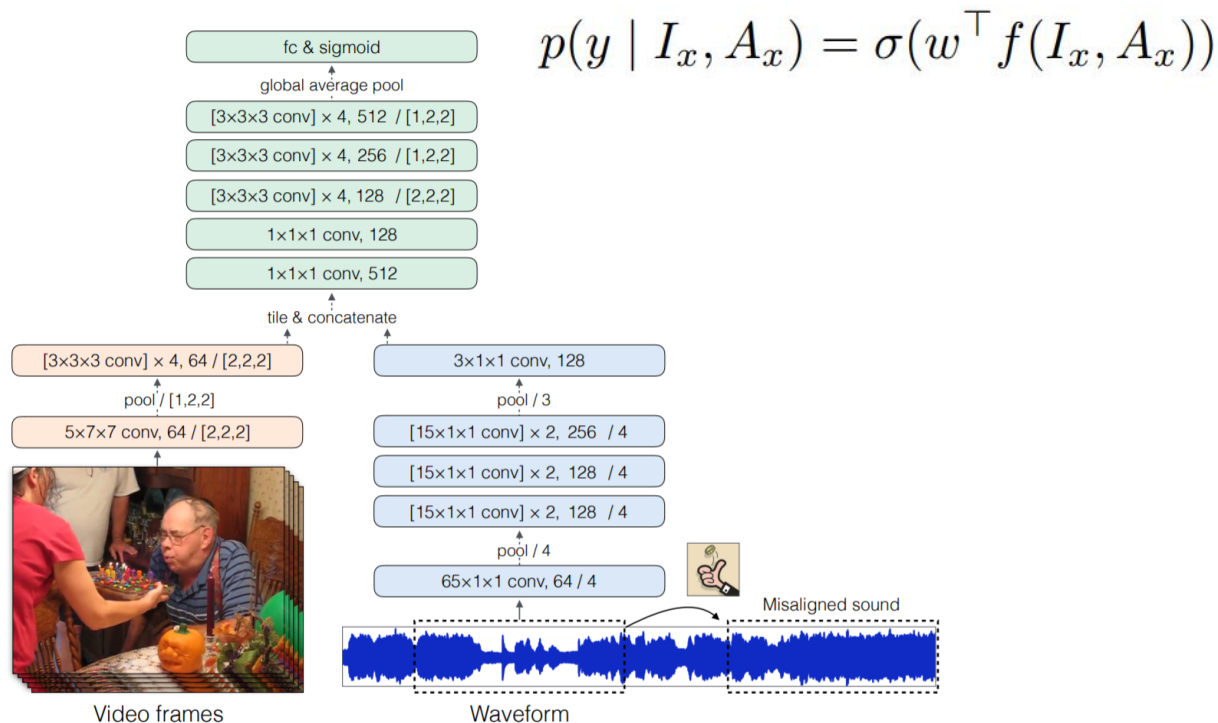 p(y | I_x, A_x) = σ(w^⊤ f(I_x, A_x))
fc & sigmoid
global average pool
[3×3×3 conv] × 4, 512 / [1,2,2]
[3×3×3 conv] × 4, 256 / [1,2,2]
[3×3×3 conv] × 4, 128 / [2,2,2]
1×1×1 conv, 128
1×1×1 conv, 512
tile & concatenate
[3×3×3 conv] × 4, 64 / [2,2,2]
pool / [1,2,2]
5×7×7 conv, 64 / [2,2,2]
Video frames
3×1×1 conv, 128
pool / 3
[15×1×1 conv] × 2, 256 / 4
[15×1×1 conv] × 2, 128 / 4
[15×1×1 conv] × 2, 128 / 4
pool / 4
65×1×1 conv, 64 / 4
Misaligned sound
Waveform